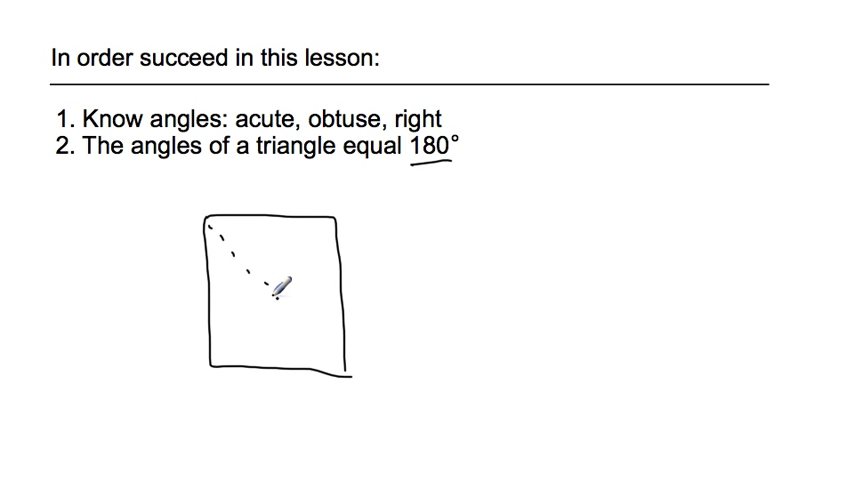 In order succeed in this lesson:
1. Know angles: acute, obtuse, right
2. The angles of a triangle equal 180°